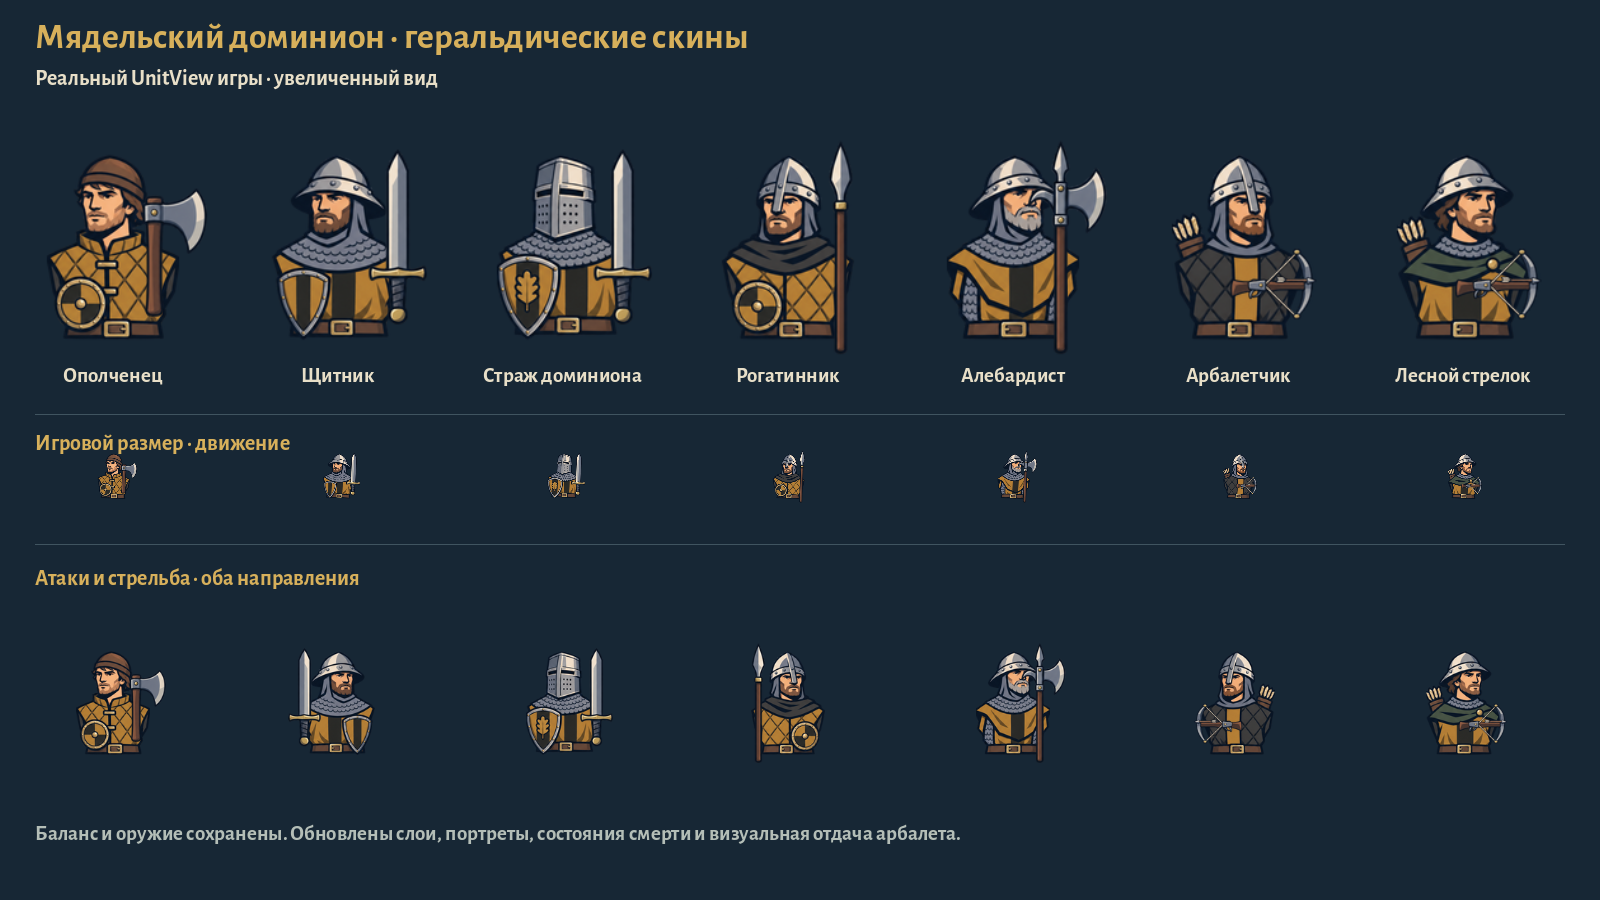 Мядельский доминион · геральдические скины
Реальный UnitView игры · увеличенный вид
Ополченец
Щитник
Страж доминиона
Рогатинник
Алебардист
Арбалетчик
Лесной стрелок
Игровой размер · движение
Атаки и стрельба · оба направления
Баланс и оружие сохранены. Обновлены слои, портреты, состояния смерти и визуальная отдача арбалета.